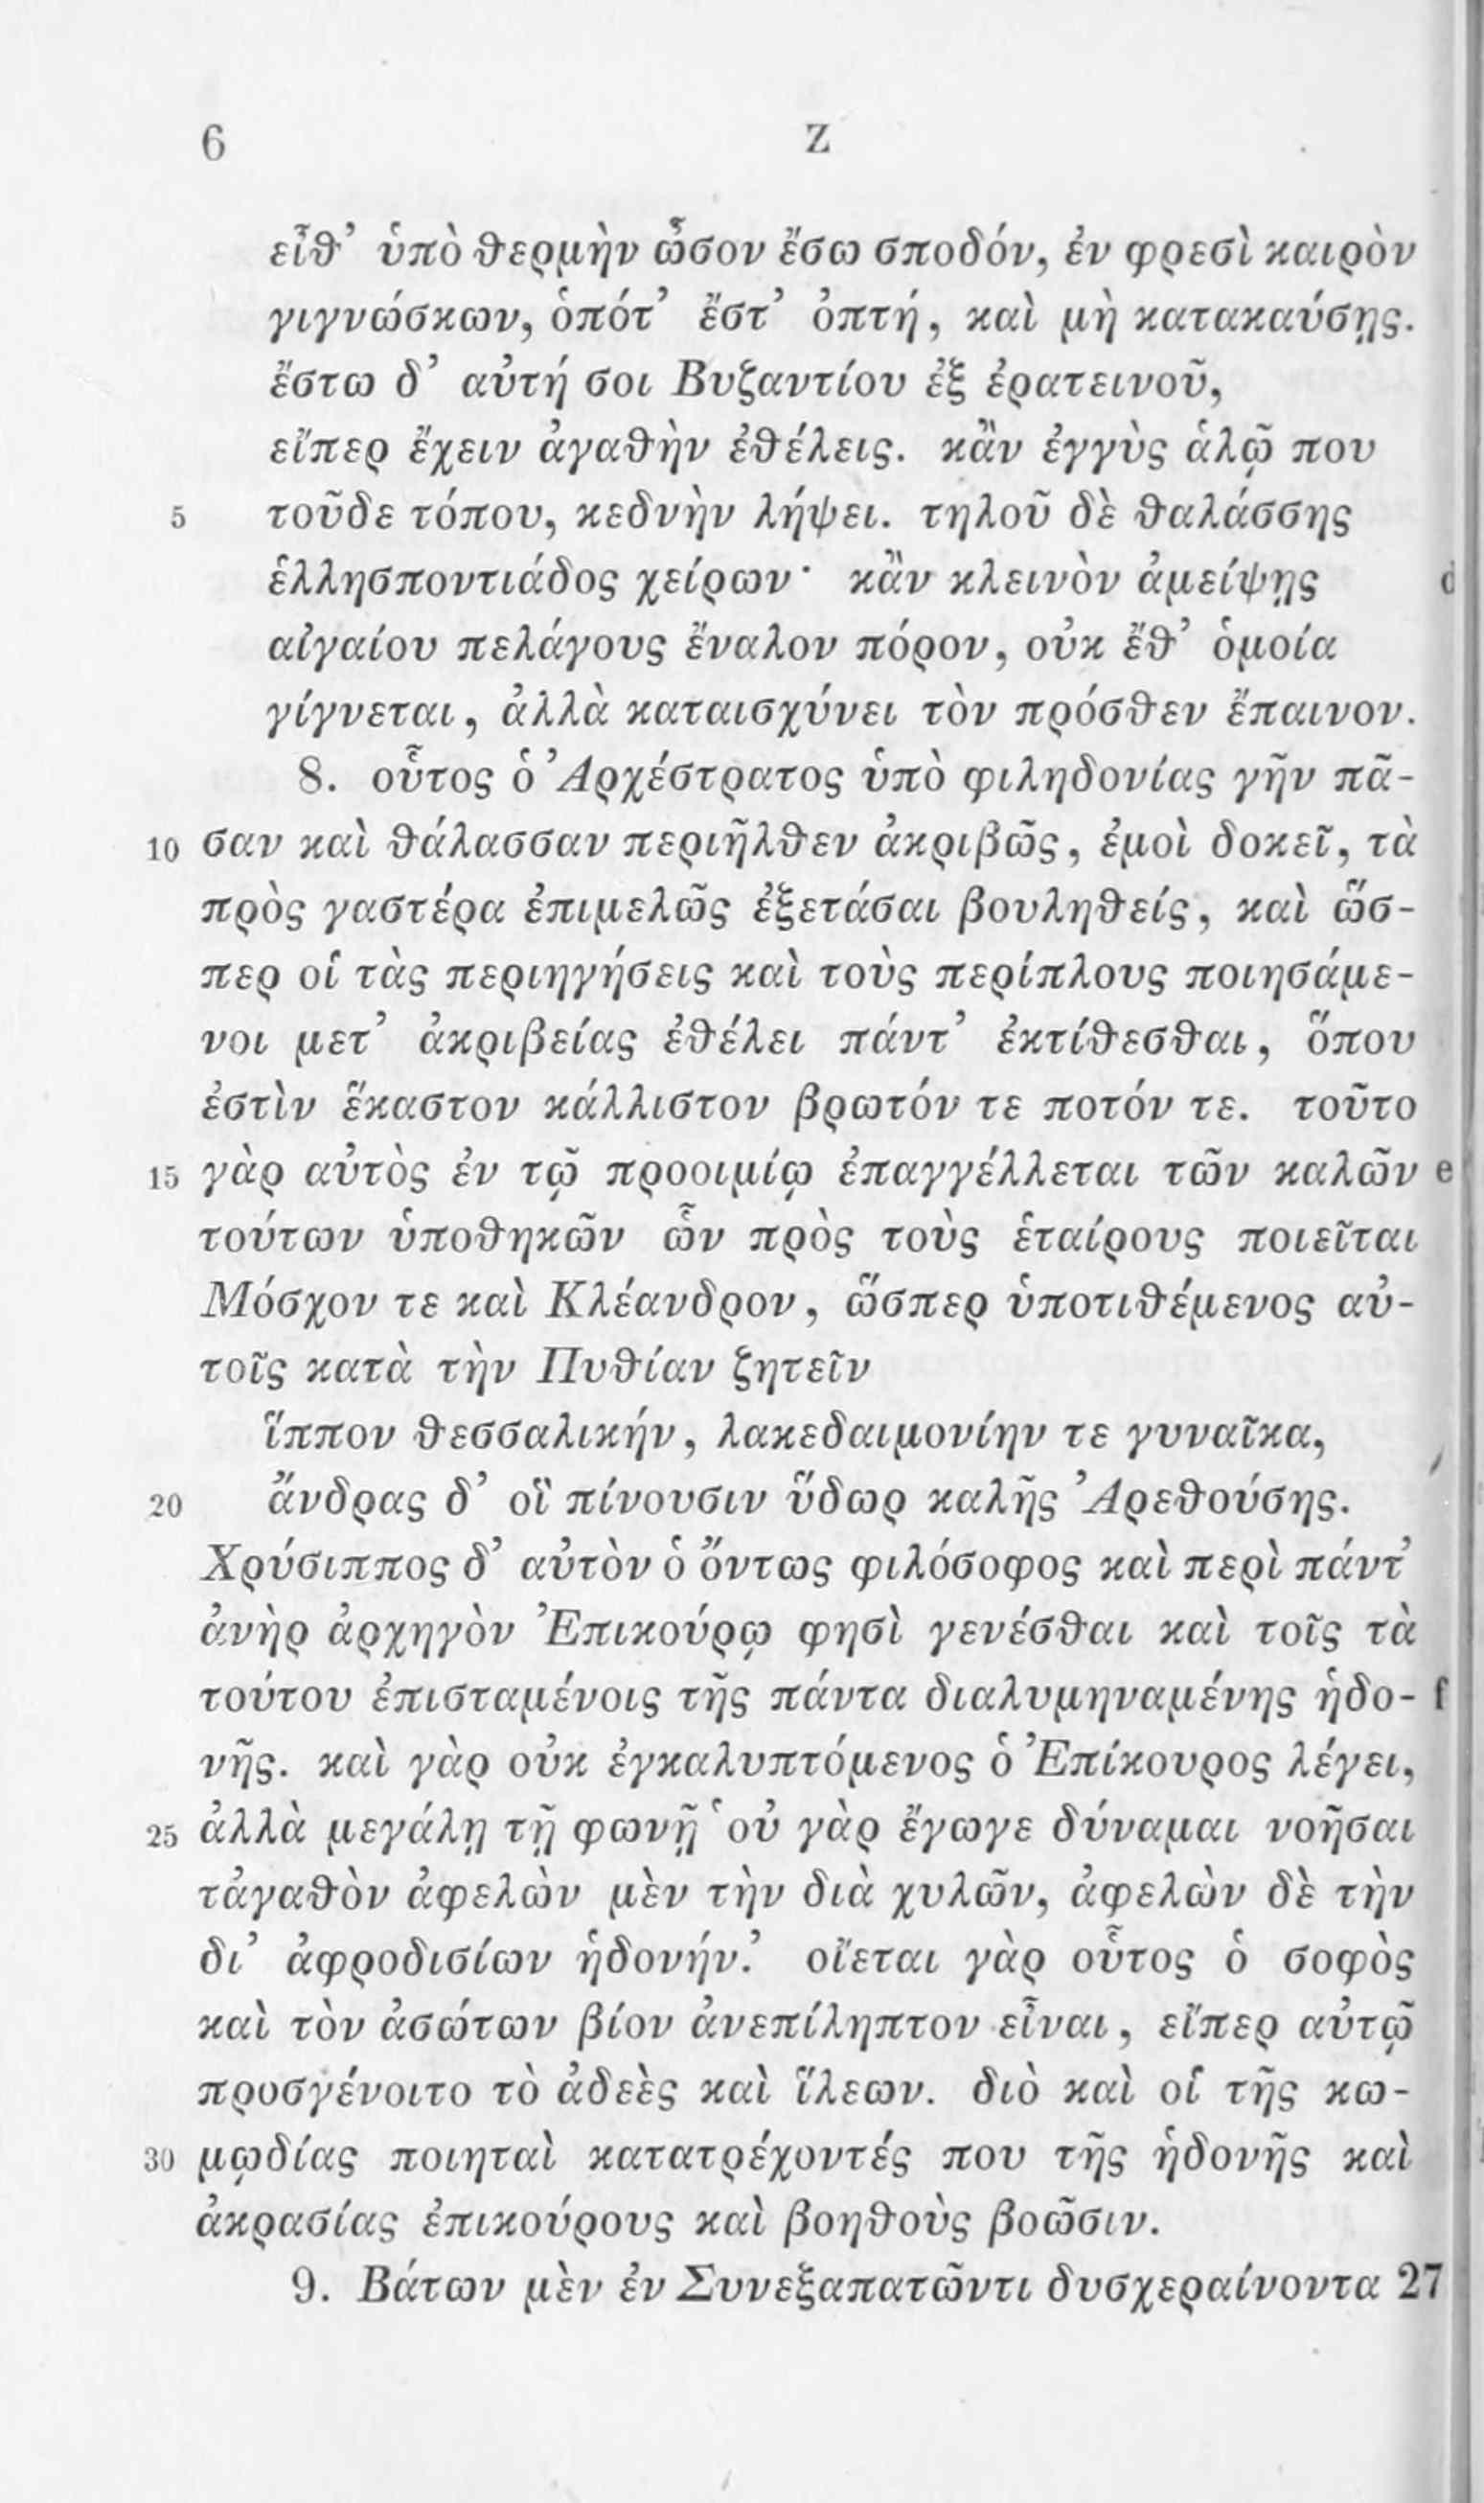 6 Z
εἶθ’ ὑπὸ θερμὴν ὦσον ἔσω σποδόν, ἐν φρεσὶ καιρὸν
γιγνώσκων, ὁπότ’ ἔστ’ ὀπτή, καὶ μὴ κατακαύσῃς.
ἔστω δ’ αὐτή σοι Βυζαντίου ἐξ ἐρατεινοῦ,
εἴπερ ἔχειν ἀγαθὴν ἐθέλεις. κἂν ἐγγὺς ἁλῷ που
5 τοῦδε τόπου, κεδνὴν λήψει. τηλοῦ δὲ θαλάσσης
ἑλλησποντιάδος χείρων· κἂν κλεινὸν ἀμείψῃς d
αἰγαίου πελάγους ἔναλον πόρον, οὐκ ἔθ’ ὁμοία
γίγνεται, ἀλλὰ καταισχύνει τὸν πρόσθεν ἔπαινον.
8. οὗτος ὁ Ἀρχέστρατος ὑπὸ φιληδονίας γῆν πᾶ-
10 σαν καὶ θάλασσαν περιῆλθεν ἀκριβῶς, ἐμοὶ δοκεῖ, τὰ
πρὸς γαστέρα ἐπιμελῶς ἐξετάσαι βουληθείς, καὶ ὥσ-
περ οἱ τὰς περιηγήσεις καὶ τοὺς περίπλους ποιησάμε-
νοι μετ’ ἀκριβείας ἐθέλει πάντ’ ἐκτίθεσθαι, ὅπου
ἐστὶν ἕκαστον κάλλιστον βρωτόν τε ποτόν τε. τοῦτο
15 γὰρ αὐτὸς ἐν τῷ προοιμίῳ ἐπαγγέλλεται τῶν καλῶν e
τούτων ὑποθηκῶν ὧν πρὸς τοὺς ἑταίρους ποιεῖται
Μόσχον τε καὶ Κλέανδρον, ὥσπερ ὑποτιθέμενος αὐ-
τοῖς κατὰ τὴν Πυθίαν ζητεῖν
ἵππον θεσσαλικήν, λακεδαιμονίην τε γυναῖκα,
20 ἄνδρας δ’ οἳ πίνουσιν ὕδωρ καλῆς Ἀρεθούσης.
Χρύσιππος δ’ αὐτὸν ὁ ὄντως φιλόσοφος καὶ περὶ πάντ’
ἀνὴρ ἀρχηγὸν Ἐπικούρῳ φησὶ γενέσθαι καὶ τοῖς τὰ
τούτου ἐπισταμένοις τῆς πάντα διαλυμηναμένης ἡδο- f
νῆς. καὶ γὰρ οὐκ ἐγκαλυπτόμενος ὁ Ἐπίκουρος λέγει,
25 ἀλλὰ μεγάλῃ τῇ φωνῇ ‘οὐ γὰρ ἔγωγε δύναμαι νοῆσαι
τἀγαθὸν ἀφελὼν μὲν τὴν διὰ χυλῶν, ἀφελὼν δὲ τὴν
δι’ ἀφροδισίων ἡδονήν.’ οἴεται γὰρ οὗτος ὁ σοφὸς
καὶ τὸν ἀσώτων βίον ἀνεπίληπτον εἶναι, εἴπερ αὐτῷ
προσγένοιτο τὸ ἀδεὲς καὶ ἵλεων. διὸ καὶ οἱ τῆς κω-
30 μῳδίας ποιηταὶ κατατρέχοντές που τῆς ἡδονῆς καὶ
ἀκρασίας ἐπικούρους καὶ βοηθοὺς βοῶσιν.
9. Βάτων μὲν ἐν Συνεξαπατῶντι δυσχεραίνοντα 27